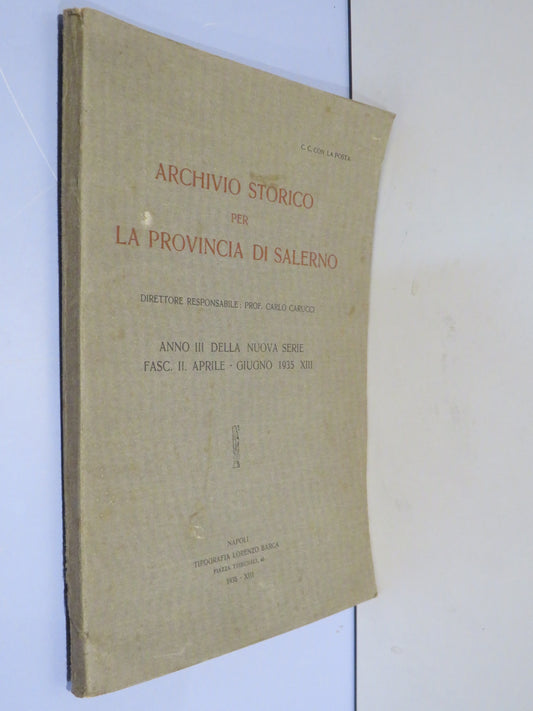 C. C. CON LA POSTA
ARCHIVIO STORICO
PER
LA PROVINCIA DI SALERNO
DIRETTORE RESPONSABILE: PROF. CARLO CARUCCI
ANNO III DELLA NUOVA SERIE
FASC. II. APRILE - GIUGNO 1935 XIII
NAPOLI
TIPOGRAFIA LORENZO BARCA
PIAZZA
1935 - XIII